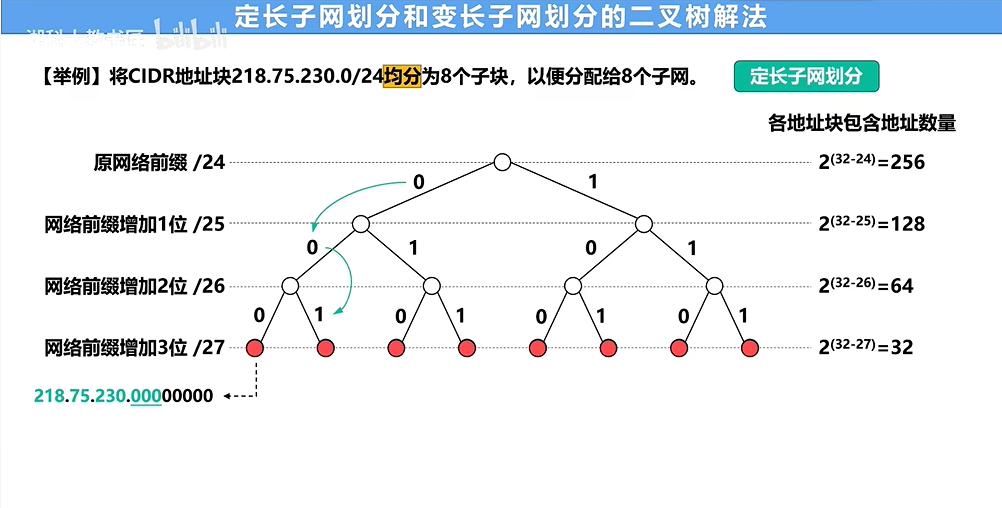 定长子网划分和变长子网划分的二叉树解法
bilibili
【举例】将CIDR地址块218.75.230.0/24均分为8个子块，以便分配给8个子网。
定长子网划分
各地址块包含地址数量
原网络前缀 /24
2(32-24)=256
0 1
网络前缀增加1位 /25
2(32-25)=128
0 1 0 1
网络前缀增加2位 /26
2(32-26)=64
0 1 0 1 0 1 0 1
网络前缀增加3位 /27
2(32-27)=32
218.75.230.00000000